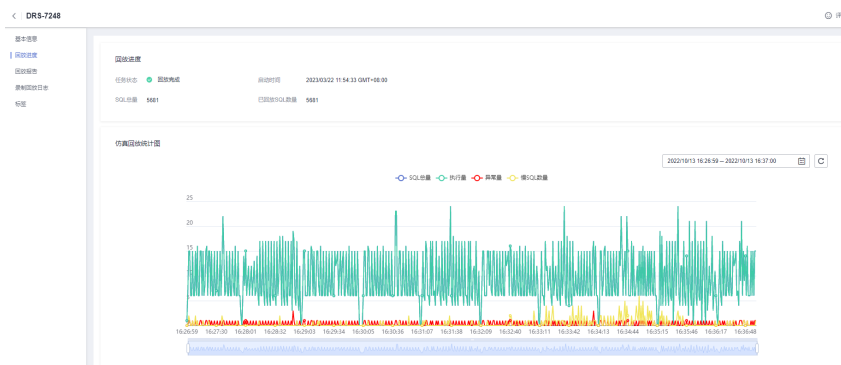 DRS-7248
评
基本信息
回放进度
回放报告
录制回放日志
标签
回放进度
任务状态 回放完成 启动时间 2023/03/22 11:54:33 GMT+08:00
SQL总量 5681 已回放SQL数量 5681
仿真回放统计图
2022/10/13 16:26:59 -- 2022/10/13 16:37:00
SQL总量 执行量 异常量 慢SQL数量
25
20
15
16:26:59 16:27:30 16:28:01 16:28:32 16:29:03 16:29:34 16:30:05 16:30:36 16:31:07 16:31:38 16:32:09 16:32:40 16:33:11 16:33:42 16:34:13 16:34:44 16:35:15 16:36:17 16:36:48